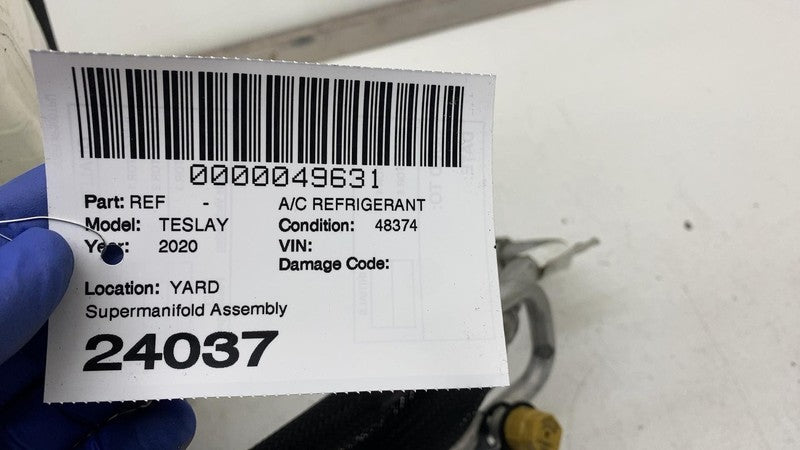 0000049631
Part: REF - A/C REFRIGERANT
Model: TESLAY Condition: 48374
Year: 2020 VIN:
Damage Code:
Location: YARD
Supermanifold Assembly
24037